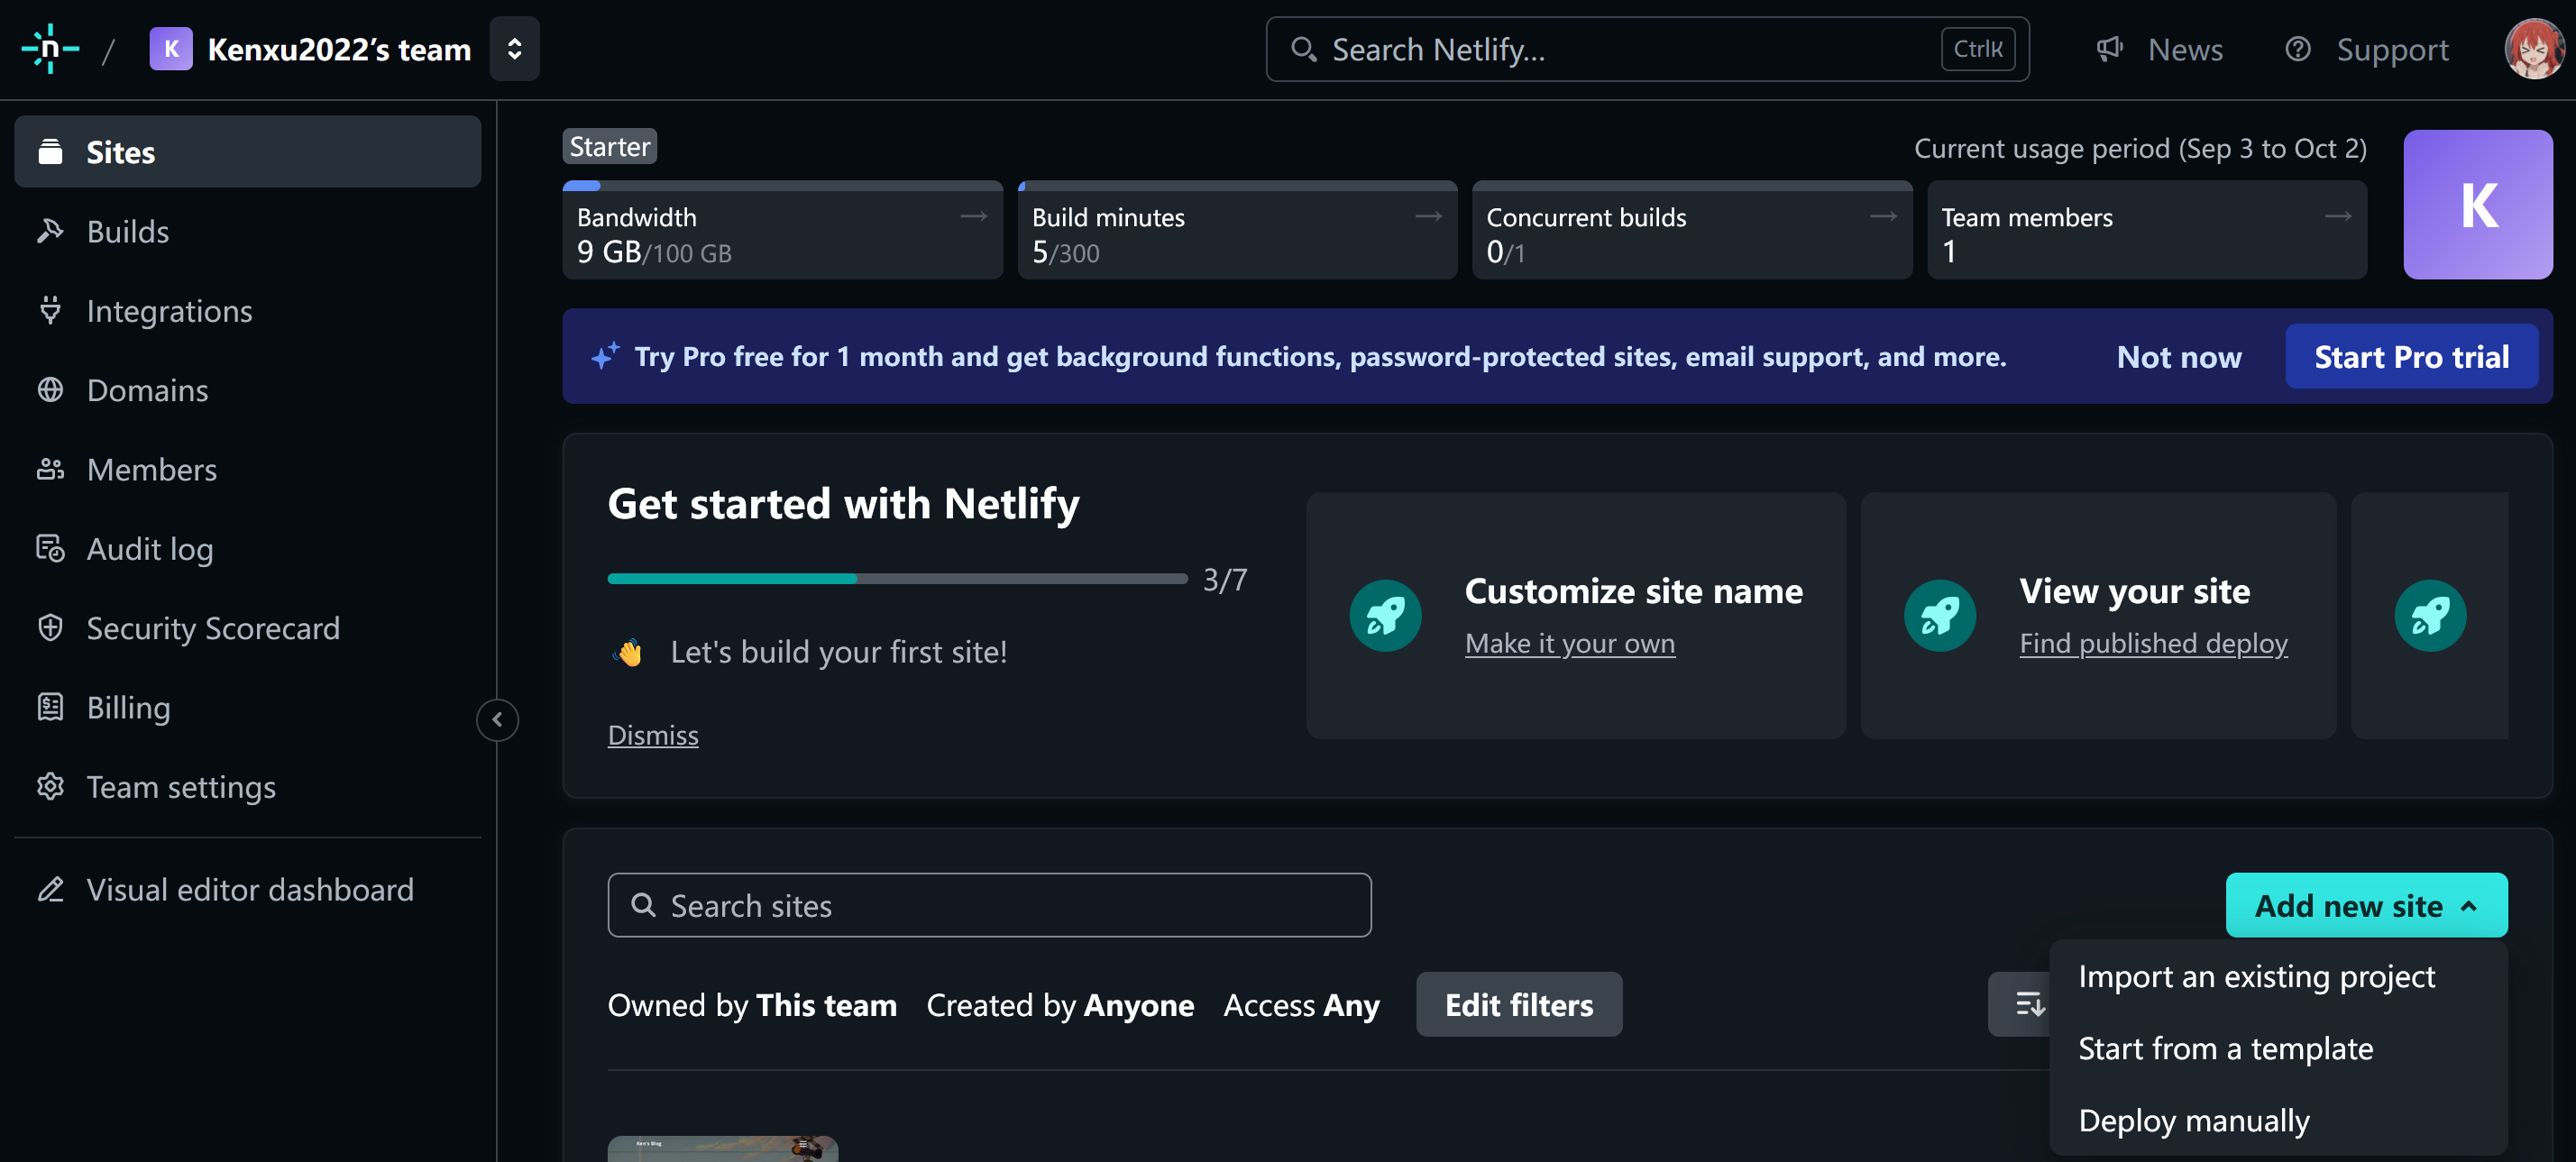 n / K Kenxu2022’s team
Search Netlify...
CtrlK
News
Support
Sites
Builds
Integrations
Domains
Members
Audit log
Security Scorecard
Billing
Team settings
Visual editor dashboard
Starter
Current usage period (Sep 3 to Oct 2)
Bandwidth
9 GB/100 GB
Build minutes
5/300
Concurrent builds
0/1
Team members
1
K
Try Pro free for 1 month and get background functions, password-protected sites, email support, and more.
Not now
Start Pro trial
Get started with Netlify
3/7
Let's build your first site!
Dismiss
Customize site name
Make it your own
View your site
Find published deploy
Search sites
Add new site
Owned by This team Created by Anyone Access Any
Edit filters
Import an existing project
Start from a template
Deploy manually
Ken's Blog